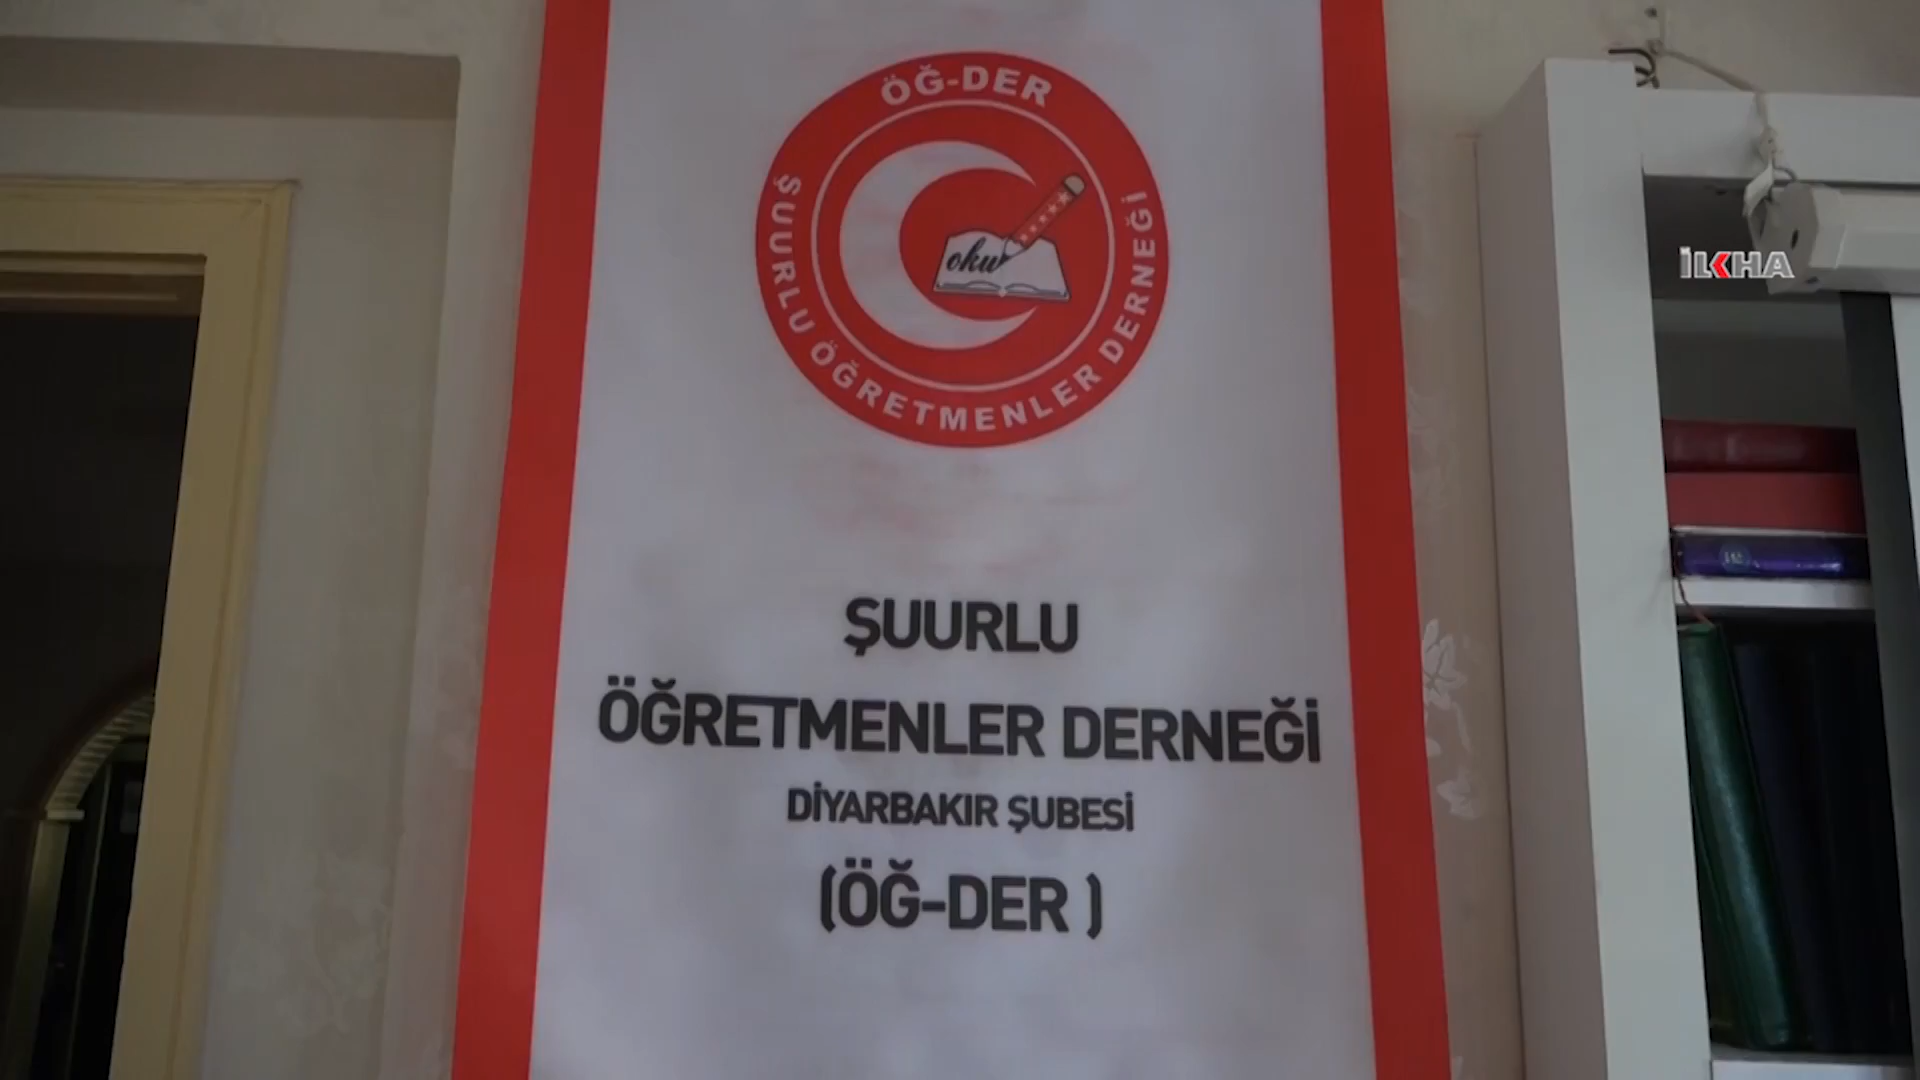 ÖĞ-DER
ŞUURLU ÖĞRETMENLER DERNEĞİ
oku
İLKHA
ŞUURLU
ÖĞRETMENLER DERNEĞİ
DİYARBAKIR ŞUBESİ
(ÖĞ-DER )